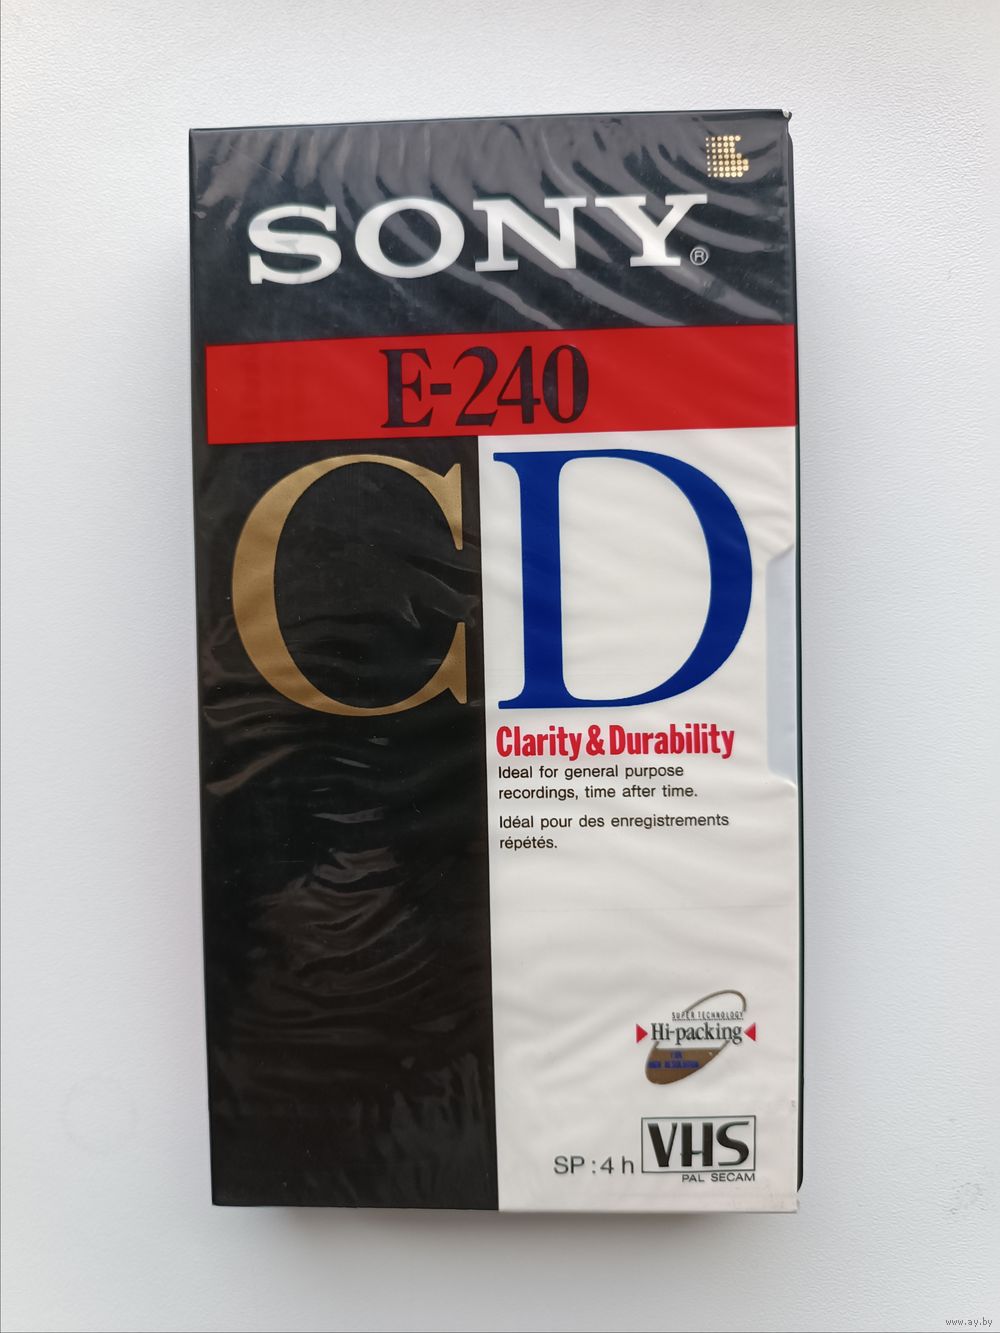 SONY®
E-240
CD
Clarity & Durability
Ideal for general purpose
recordings, time after time.
Idéal pour des enregistrements
répétés.
SUPER TECHNOLOGY
Hi-packing
SP : 4 h
VHS
PAL SECAM
www.ay.by